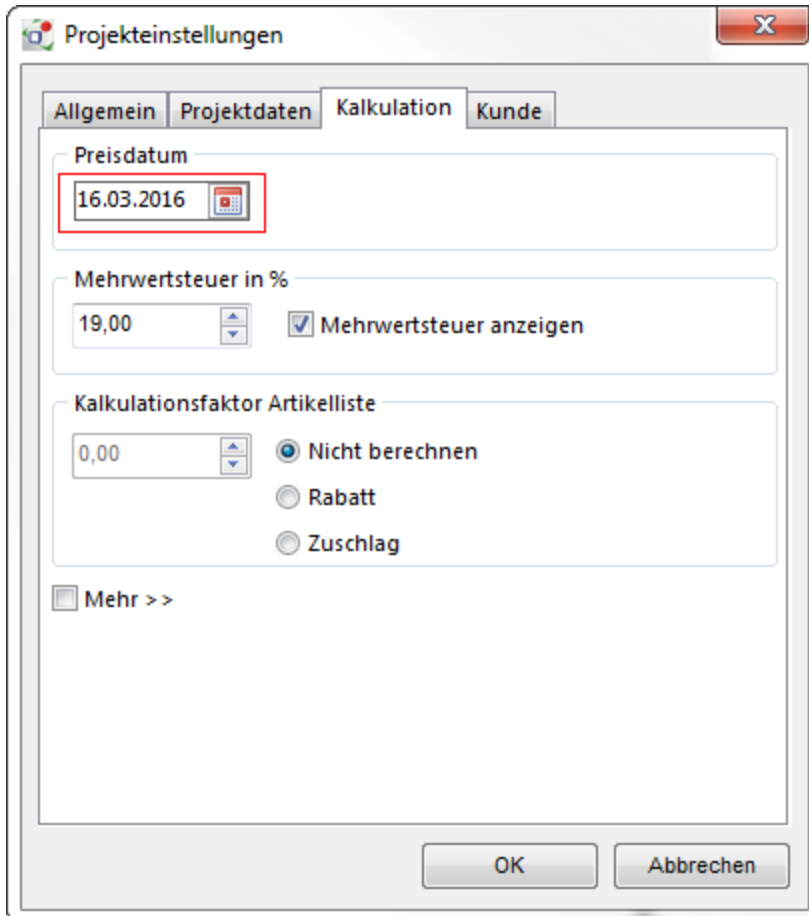 Projekteinstellungen
Allgemein Projektdaten Kalkulation Kunde
Preisdatum
16.03.2016
Mehrwertsteuer in %
19,00 Mehrwertsteuer anzeigen
Kalkulationsfaktor Artikelliste
0,00 Nicht berechnen
Rabatt
Zuschlag
Mehr >>
OK Abbrechen